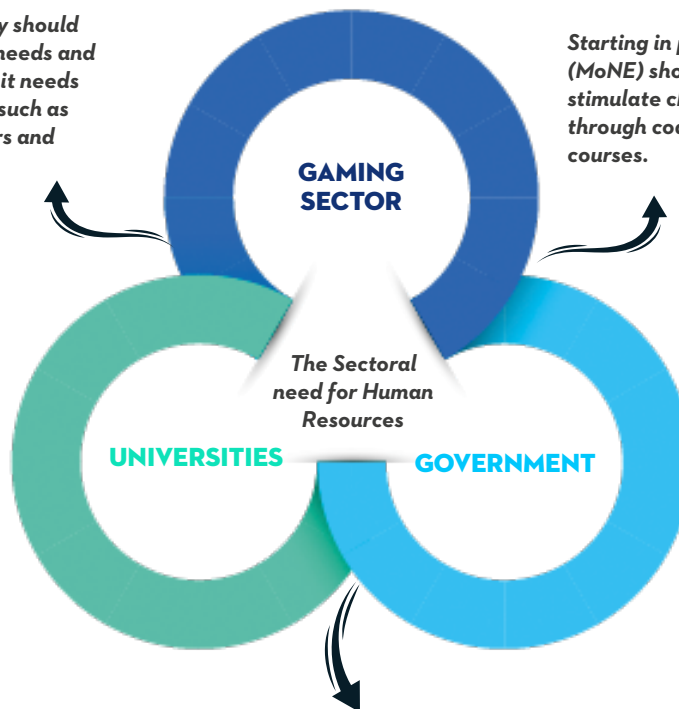 y should
needs and
it needs
such as
rs and
Starting in
(MoNE) sho
stimulate c
through co
courses.
GAMING
SECTOR
The Sectoral
need for Human
Resources
UNIVERSITIES
GOVERNMENT